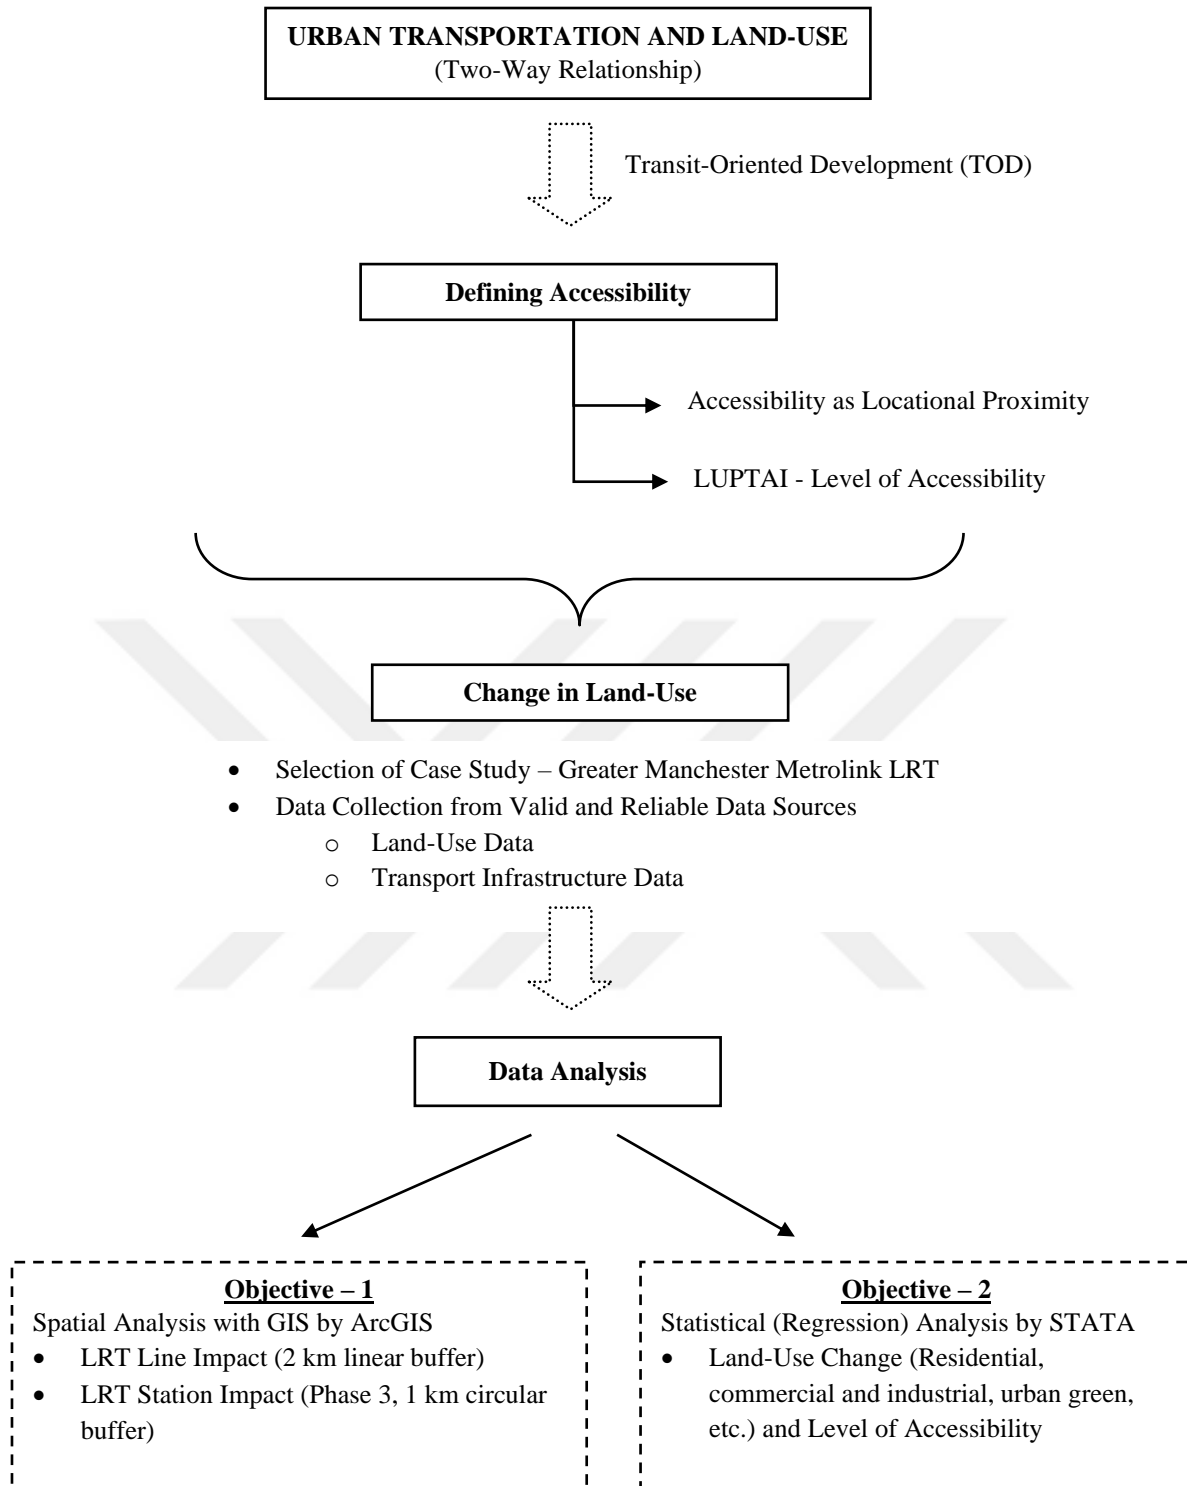 URBAN TRANSPORTATION AND LAND-USE
(Two-Way Relationship)
Transit-Oriented Development (TOD)
Defining Accessibility
Accessibility as Locational Proximity
LUPTAI - Level of Accessibility
Change in Land-Use
• Selection of Case Study – Greater Manchester Metrolink LRT
• Data Collection from Valid and Reliable Data Sources
o Land-Use Data
o Transport Infrastructure Data
Data Analysis
Objective – 1
Spatial Analysis with GIS by ArcGIS
• LRT Line Impact (2 km linear buffer)
• LRT Station Impact (Phase 3, 1 km circular
buffer)
Objective – 2
Statistical (Regression) Analysis by STATA
• Land-Use Change (Residential,
commercial and industrial, urban green,
etc.) and Level of Accessibility